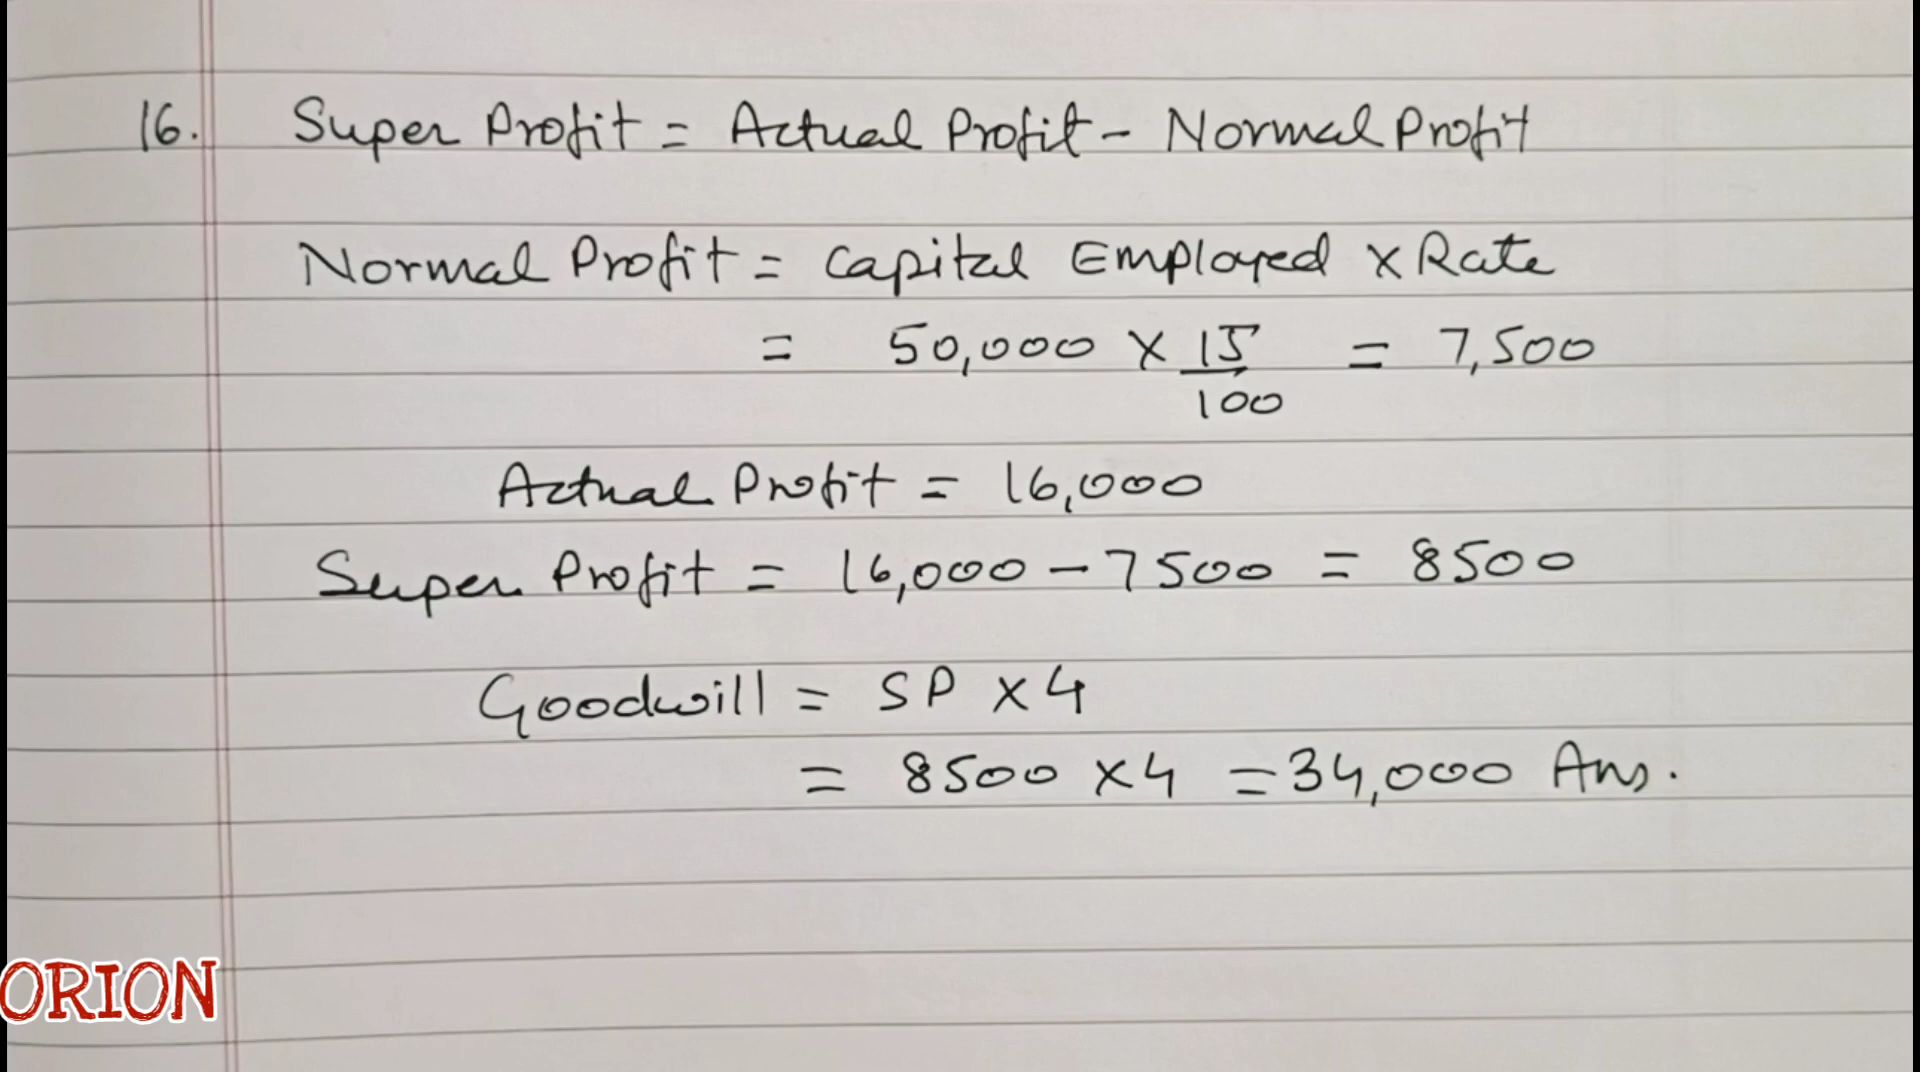 16. Super Profit = Actual Profit - Normal Profit
Normal Profit = Capital Employed x Rate
= 50,000 x 15/100 = 7,500
Actual Profit = 16,000
Super Profit = 16,000 - 7500 = 8500
Goodwill = SP x 4
= 8500 x 4 = 34,000 Ans.
ORION